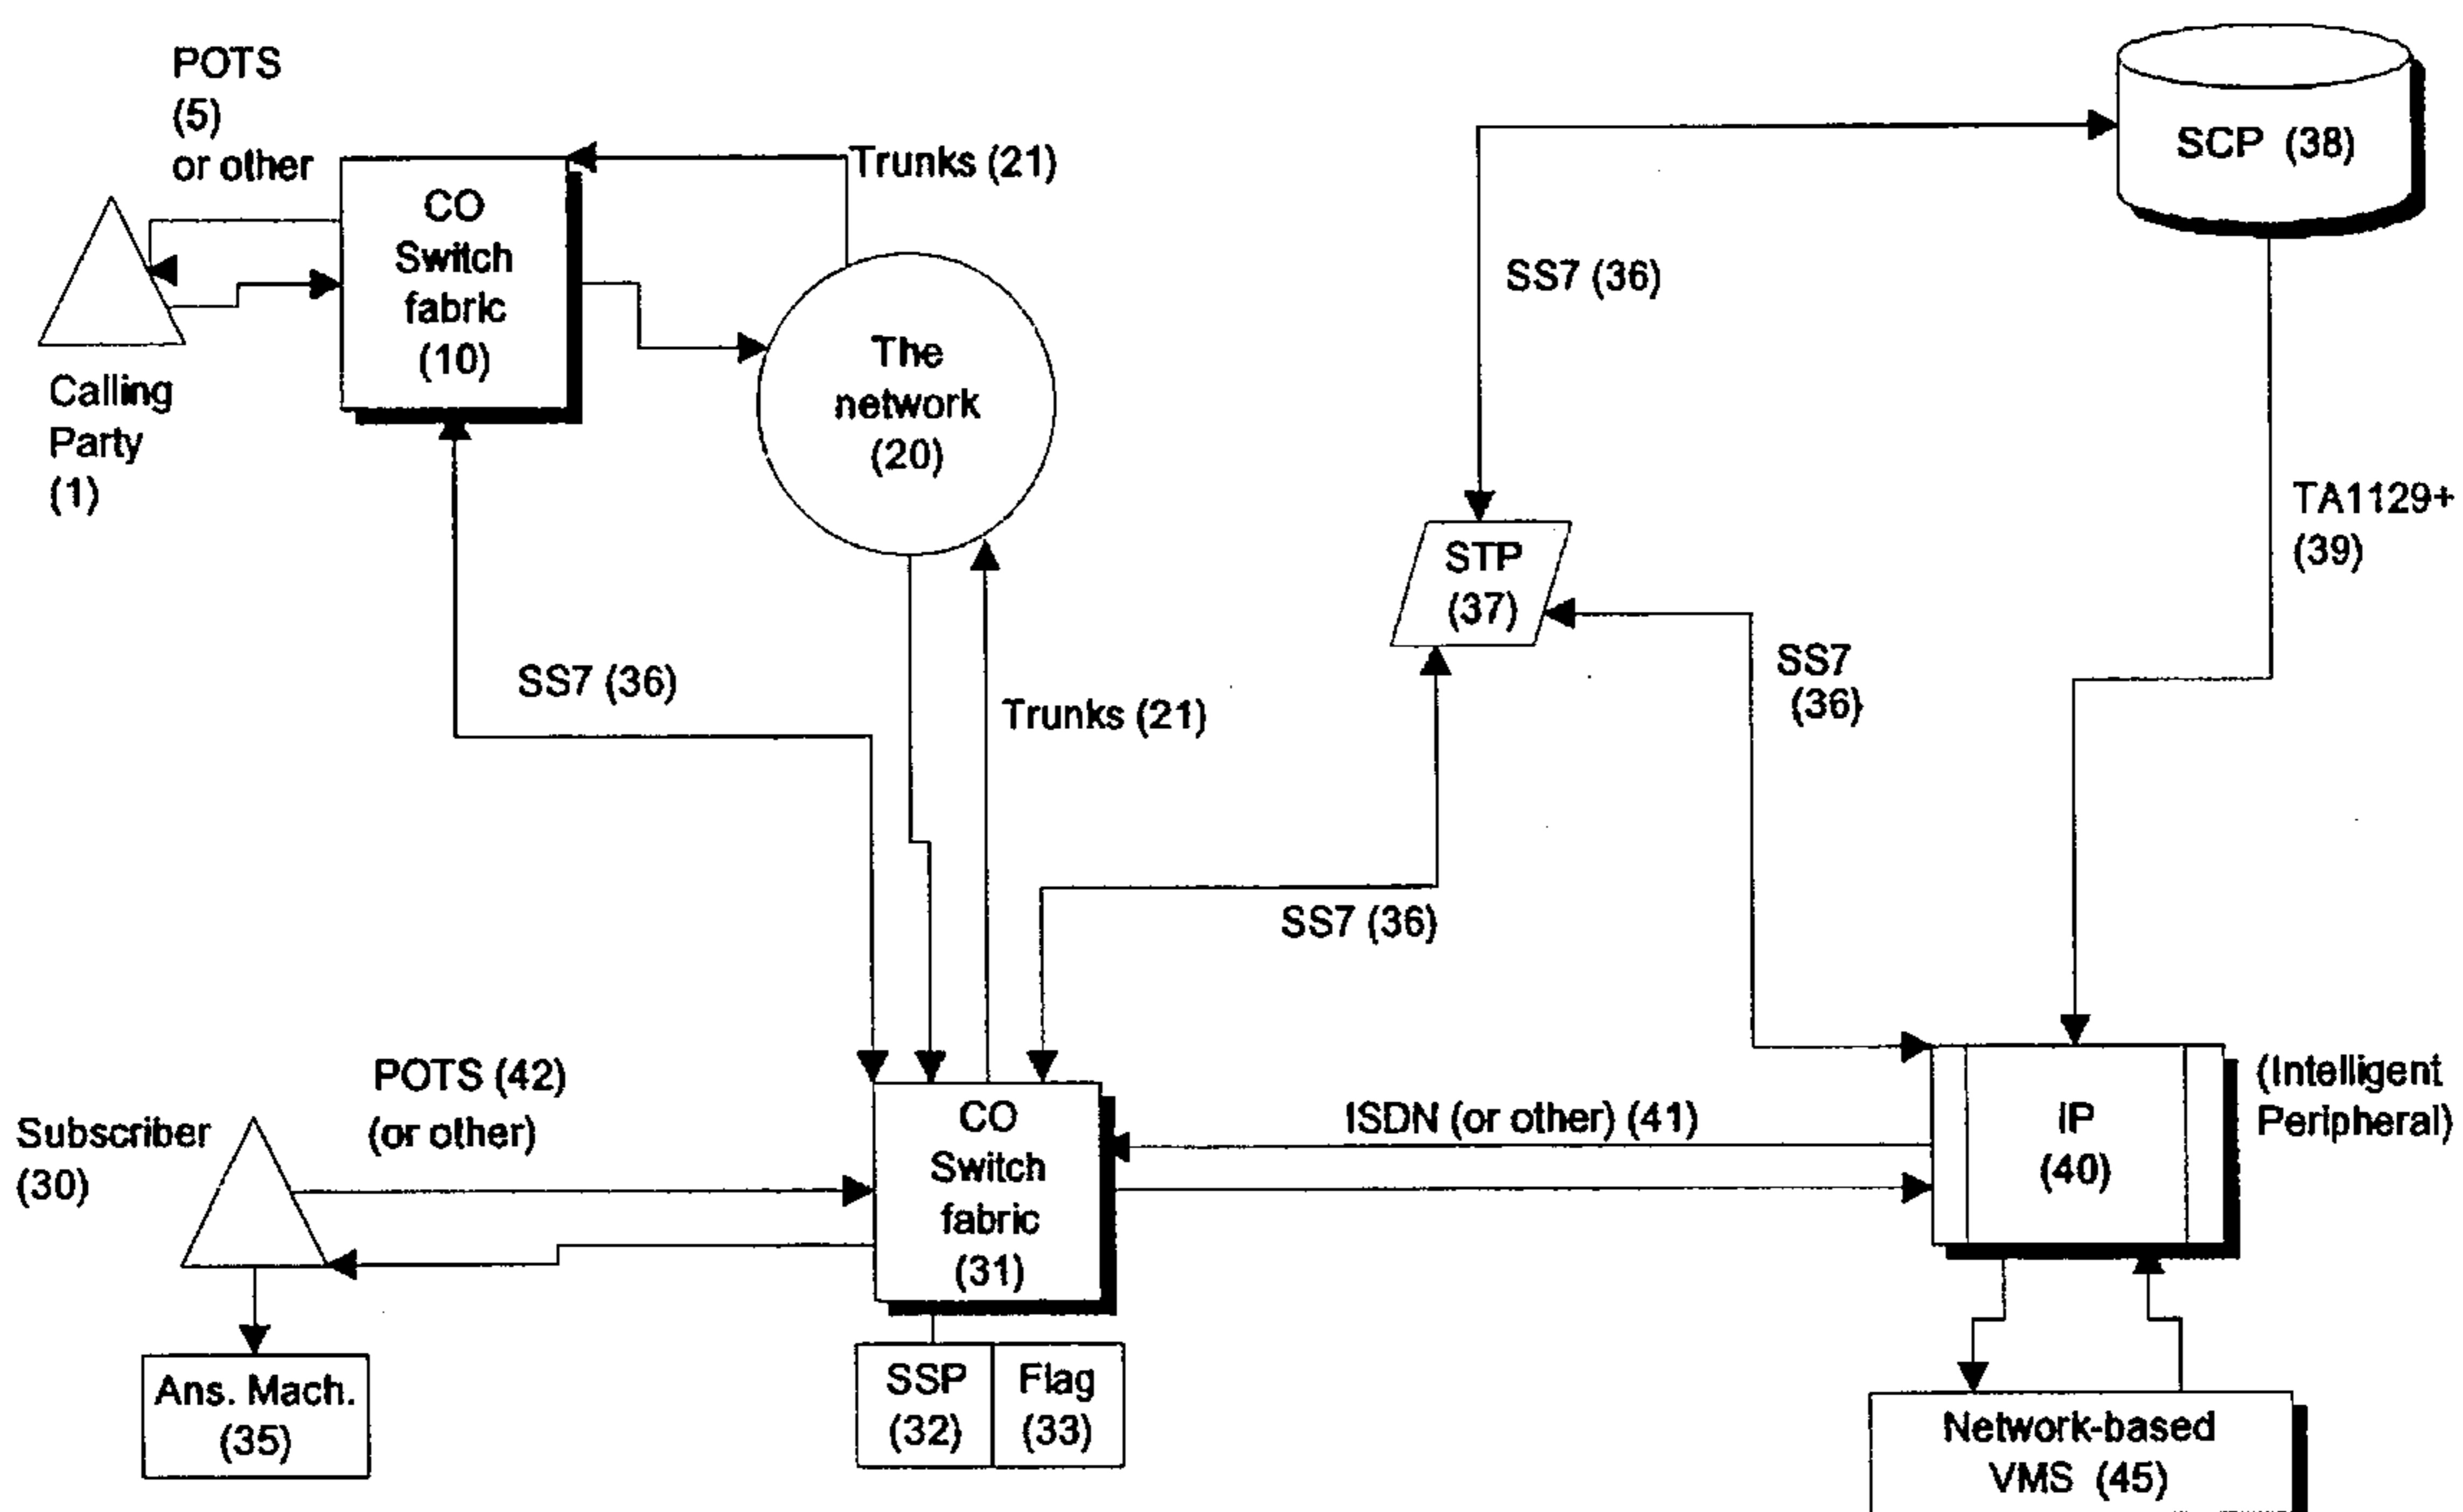 POTS
(5)
or other
Calling
Party
(1)
CO
Switch
fabric
(10)
Trunks (21)
The
network
(20)
SCP (38)
SS7 (36)
TA1129+
(39)
STP
(37)
SS7
(36)
SS7 (36)
Trunks (21)
SS7 (36)
Subscriber
(30)
POTS (42)
(or other)
CO
Switch
fabric
(31)
ISDN (or other) (41)
IP
(40)
(Intelligent
Peripheral)
Ans. Mach.
(35)
SSP
(32)
Flag
(33)
Network-based
VMS (45)